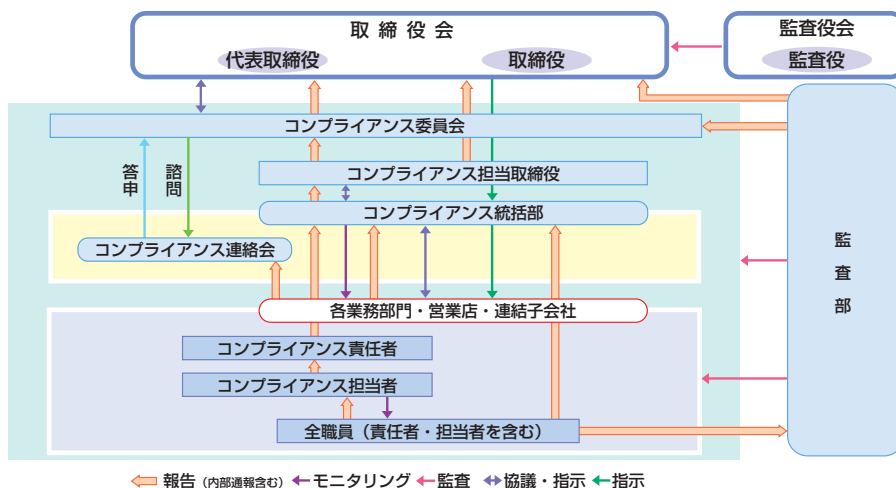 取締役会
代表取締役
取締役
監査役会
監査役
コンプライアンス委員会
コンプライアンス担当取締役
答申
諮問
コンプライアンス統括部
コンプライアンス連絡会
監査部
各業務部門・営業店・連結子会社
コンプライアンス責任者
コンプライアンス担当者
全職員（責任者・担当者を含む）
報告（内部通報含む） モニタリング 監査 協議・指示 指示